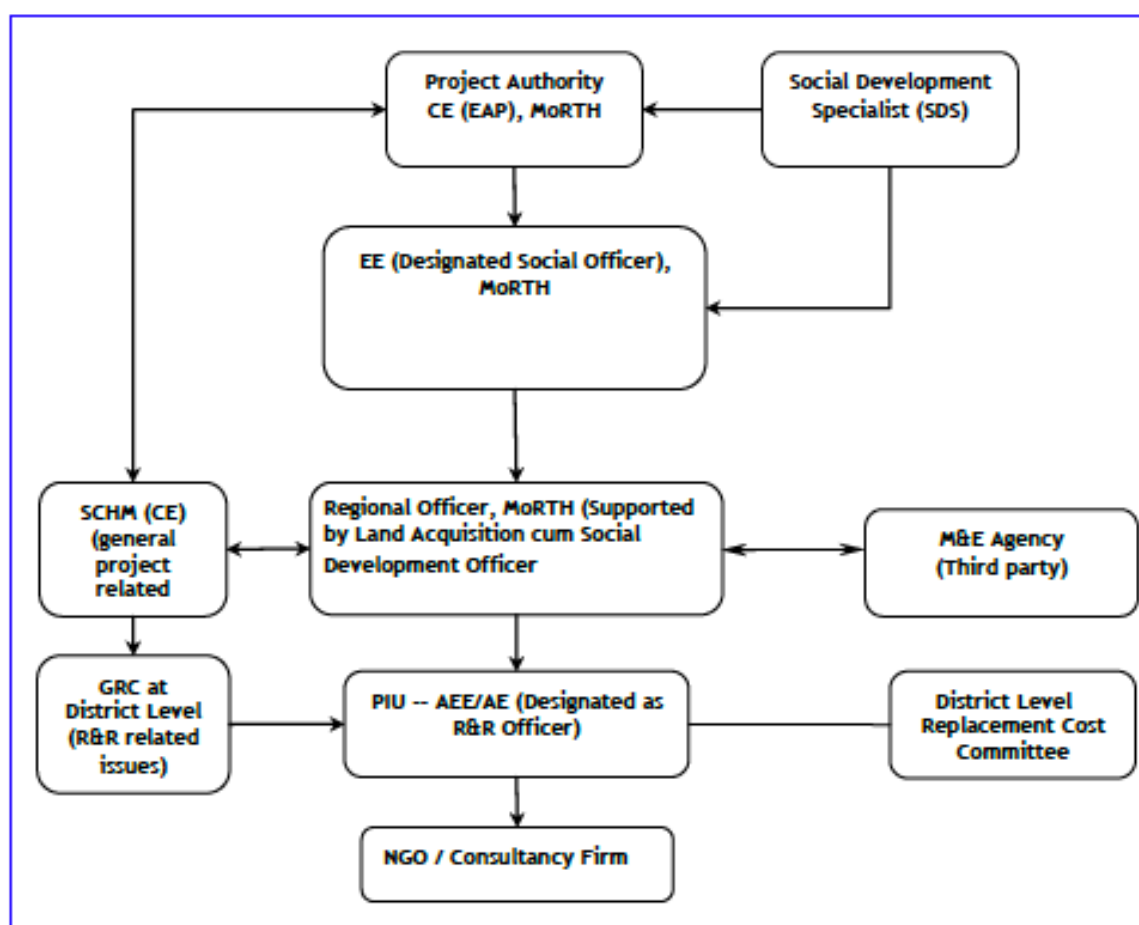 Project Authority
CE (EAP), MoRTH
Social Development
Specialist (SDS)
EE (Designated Social Officer),
MoRTH
SCHM (CE)
(general
project
related
Regional Officer, MoRTH (Supported
by Land Acquisition cum Social
Development Officer
M&E Agency
(Third party)
GRC at
District Level
(R&R related
issues)
PIU -- AEE/AE (Designated as
R&R Officer)
District Level
Replacement Cost
Committee
NGO / Consultancy Firm